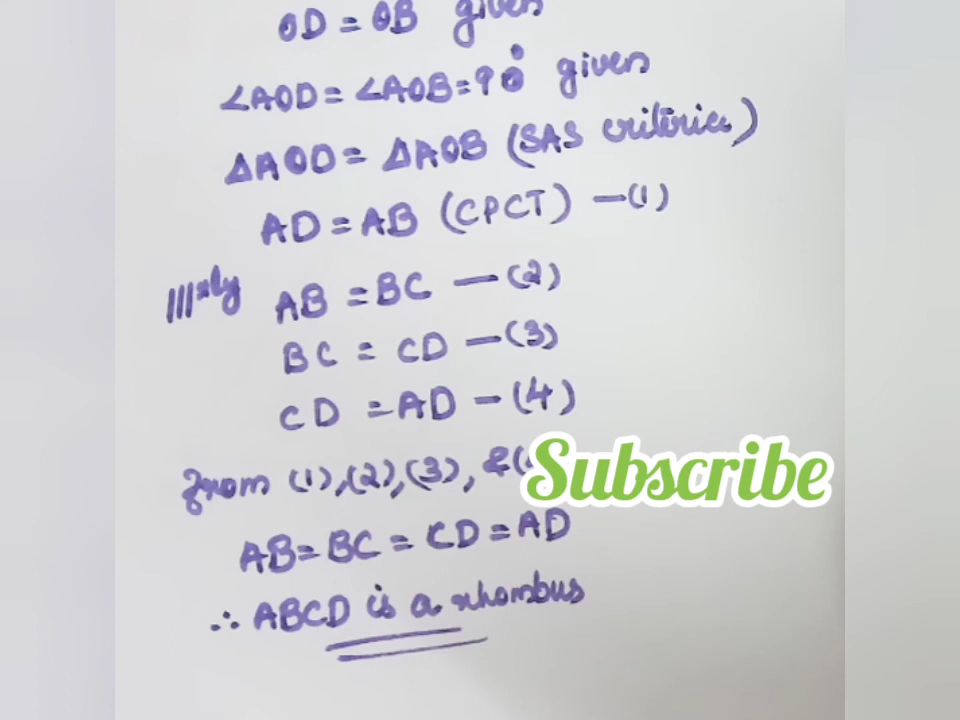 OD = OB given
∠AOD = ∠AOB = 90° given
ΔAOD = ΔAOB (SAS criteria)
AD = AB (CPCT) — (1)
|||rly AB = BC — (2)
BC = CD — (3)
CD = AD — (4)
from (1), (2), (3), &
Subscribe
AB = BC = CD = AD
∴ ABCD is a rhombus